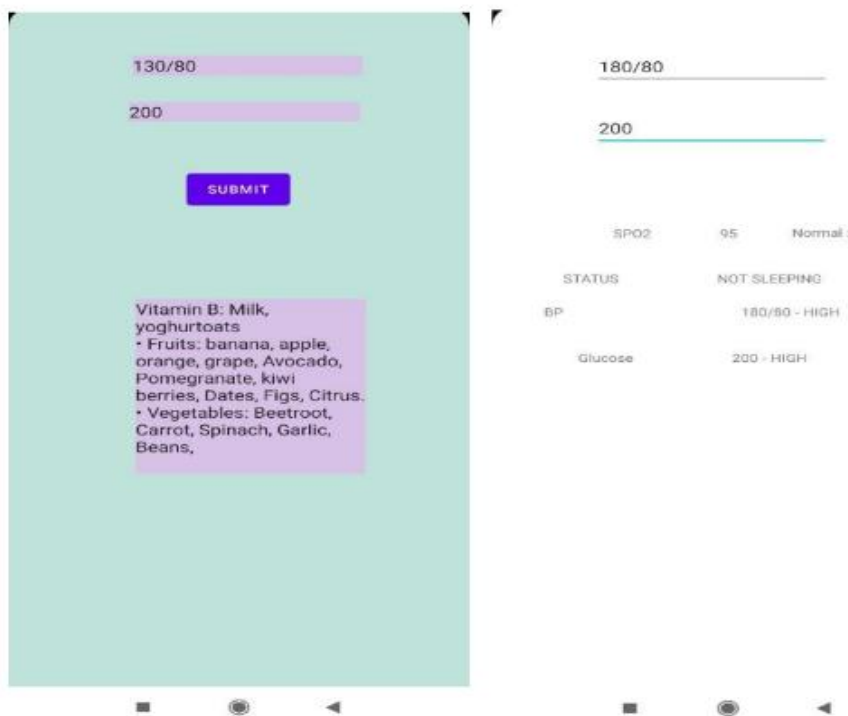 130/80
200
SUBMIT
Vitamin B: Milk,
yoghurtoats
• Fruits: banana, apple,
orange, grape, Avocado,
Pomegranate, kiwi
berries, Dates, Figs, Citrus.
• Vegetables: Beetroot,
Carrot, Spinach, Garlic,
Beans,
180/80
200
SPO2 95 Normal
STATUS NOT SLEEPING
BP 180/80 - HIGH
Glucose 200 - HIGH